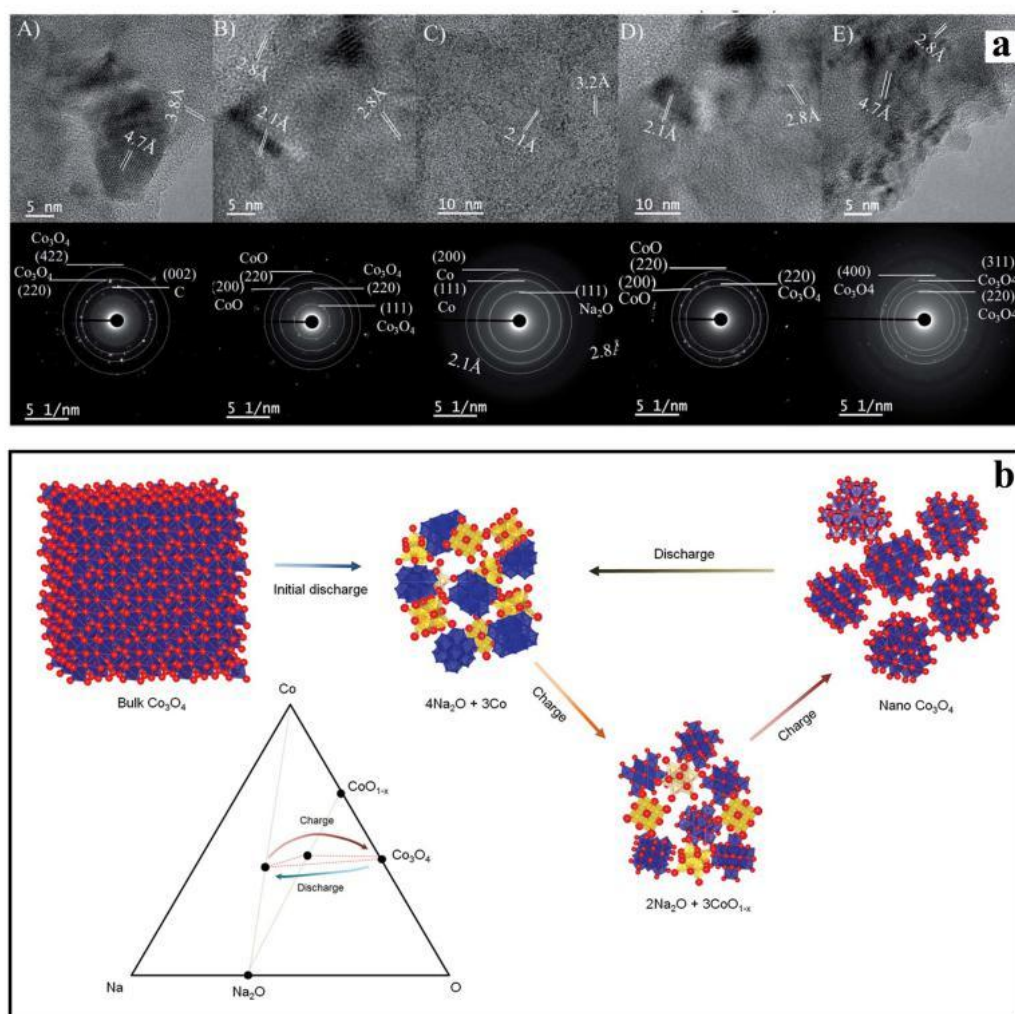 A)
B)
C)
D)
E)
a
4.7Å
3.8Å
2.8Å
2.1Å
2.8Å
2.1Å
3.2Å
2.1Å
2.8Å
4.7Å
2.8Å
5 nm
5 nm
10 nm
10 nm
5 nm
Co₃O₄
(422)
Co₃O₄
(220)
(002)
C
CoO
(220)
(200)
CoO
Co₃O₄
(220)
(111)
Co₃O₄
(200)
Co
(111)
Co
(111)
Na₂O
2.1Å
2.8Å
CoO
(220)
(200)
CoO
(220)
Co₃O₄
(400)
Co₃O4
(311)
Co₃O4
(220)
Co₃O4
5 1/nm
5 1/nm
5 1/nm
5 1/nm
5 1/nm
b
Initial discharge
Discharge
Bulk Co₃O₄
4Na₂O + 3Co
Charge
Charge
Nano Co₃O₄
2Na₂O + 3CoO₁₋ₓ
Co
CoO₁₋ₓ
Charge
Co₃O₄
Discharge
Na
Na₂O
O